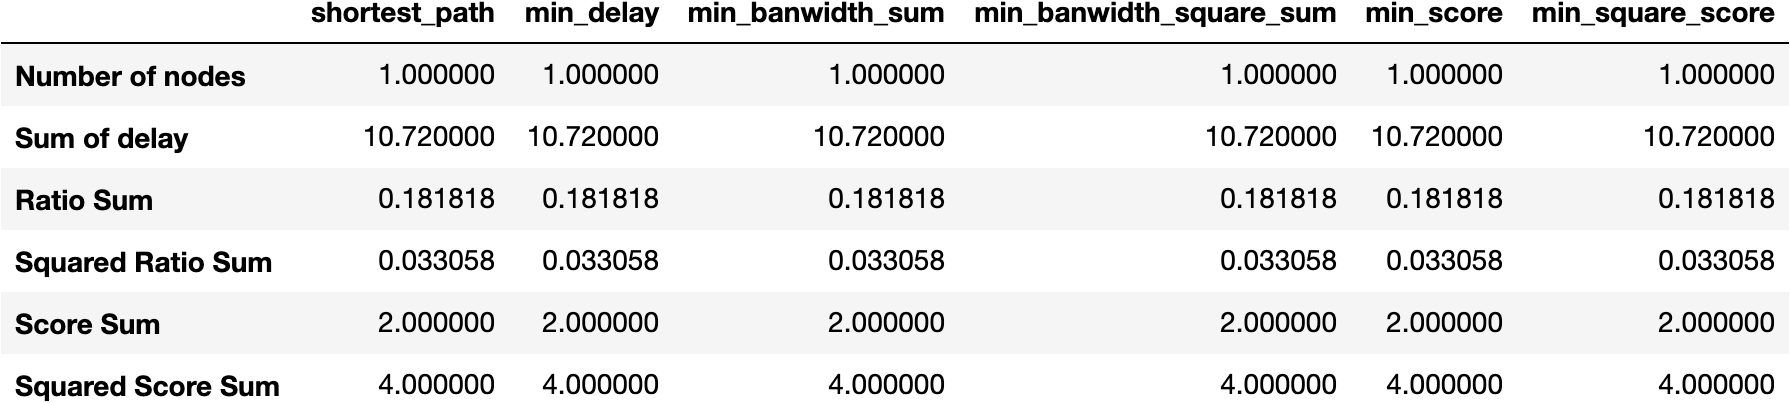 shortest_path min_delay min_banwidth_sum min_banwidth_square_sum min_score min_square_score
Number of nodes 1.000000 1.000000 1.000000 1.000000 1.000000 1.000000
Sum of delay 10.720000 10.720000 10.720000 10.720000 10.720000 10.720000
Ratio Sum 0.181818 0.181818 0.181818 0.181818 0.181818 0.181818
Squared Ratio Sum 0.033058 0.033058 0.033058 0.033058 0.033058 0.033058
Score Sum 2.000000 2.000000 2.000000 2.000000 2.000000 2.000000
Squared Score Sum 4.000000 4.000000 4.000000 4.000000 4.000000 4.000000